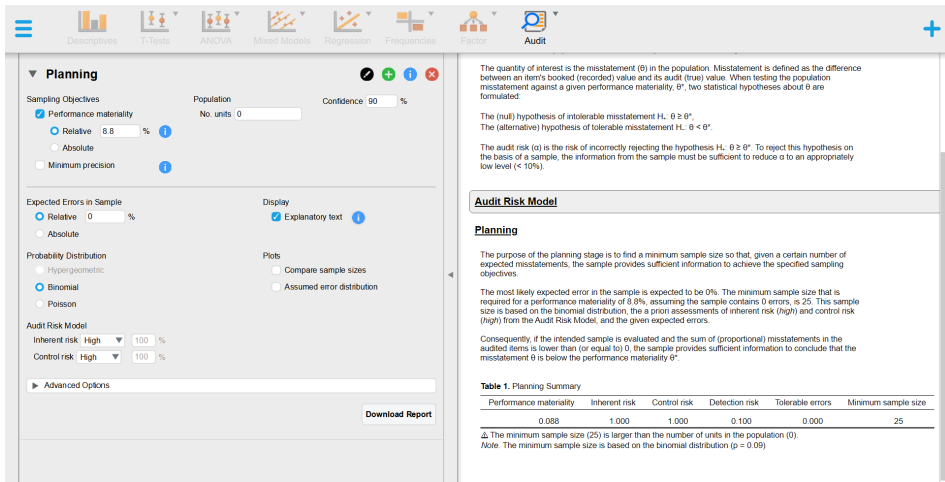 Descriptives
T-Tests
ANOVA
Mixed Models
Regression
Frequencies
Factor
Audit
Planning
Sampling Objectives
Population
Confidence 90 %
Performance materiality
No. units 0
Relative 8.8 %
Absolute
Minimum precision
Expected Errors in Sample
Display
Relative 0 %
Explanatory text
Absolute
Probability Distribution
Plots
Hypergeometric
Compare sample sizes
Binomial
Assumed error distribution
Poisson
Audit Risk Model
Inherent risk High 100 %
Control risk High 100 %
Advanced Options
Download Report
The quantity of interest is the misstatement (θ) in the population. Misstatement is defined as the difference
between an item's booked (recorded) value and its audit (true) value. When testing the population
misstatement against a given performance materiality, θ*, two statistical hypotheses about θ are
formulated:
The (null) hypothesis of intolerable misstatement H₊: θ ≥ θ*,
The (alternative) hypothesis of tolerable misstatement H₋: θ < θ*.
The audit risk (α) is the risk of incorrectly rejecting the hypothesis H₊: θ ≥ θ*. To reject this hypothesis on
the basis of a sample, the information from the sample must be sufficient to reduce α to an appropriately
low level (< 10%).
Audit Risk Model
Planning
The purpose of the planning stage is to find a minimum sample size so that, given a certain number of
expected misstatements, the sample provides sufficient information to achieve the specified sampling
objectives.
The most likely expected error in the sample is expected to be 0%. The minimum sample size that is
required for a performance materiality of 8.8%, assuming the sample contains 0 errors, is 25. This sample
size is based on the binomial distribution, the a priori assessments of inherent risk (high) and control risk
(high) from the Audit Risk Model, and the given expected errors.
Consequently, if the intended sample is evaluated and the sum of (proportional) misstatements in the
audited items is lower than (or equal to) 0, the sample provides sufficient information to conclude that the
misstatement θ is below the performance materiality θ*.
Table 1. Planning Summary
Performance materiality Inherent risk Control risk Detection risk Tolerable errors Minimum sample size
0.088 1.000 1.000 0.100 0.000 25
⚠ The minimum sample size (25) is larger than the number of units in the population (0).
Note. The minimum sample size is based on the binomial distribution (p = 0.09)